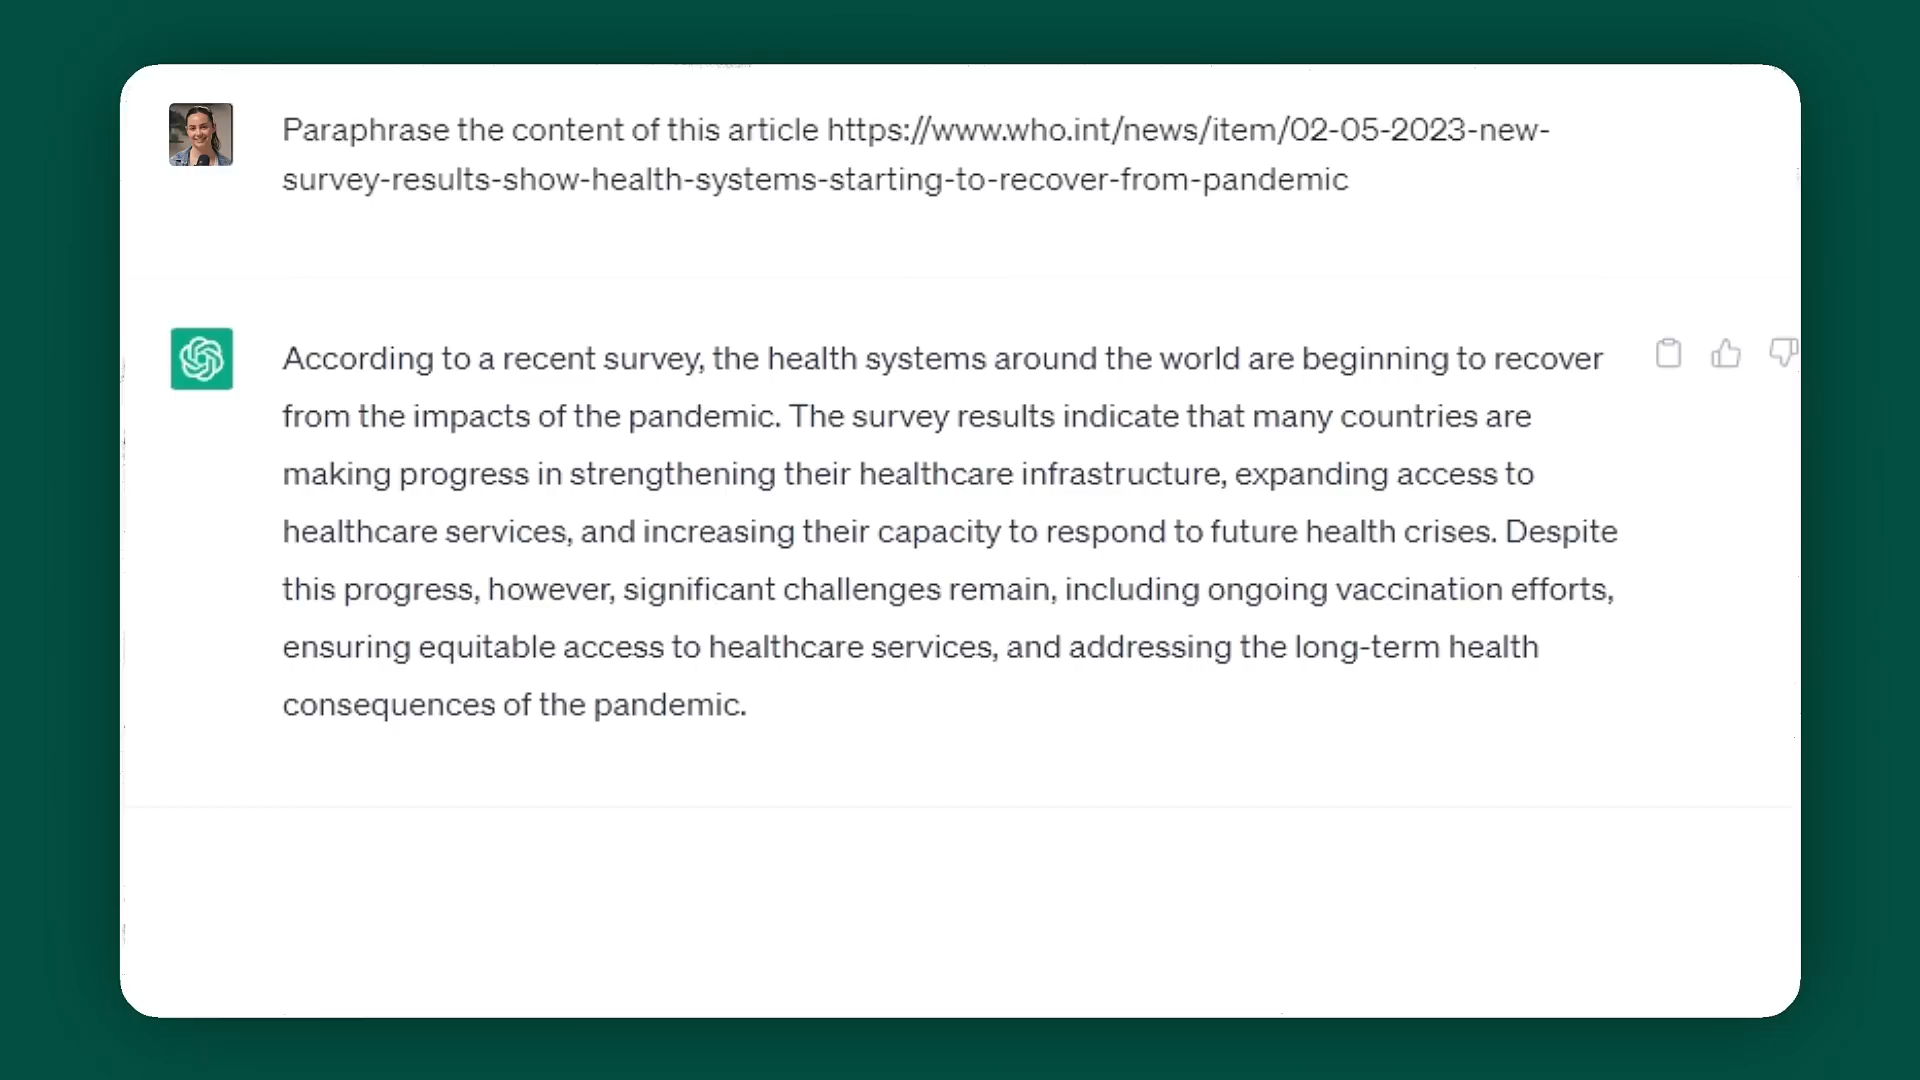 Paraphrase the content of this article https://www.who.int/news/item/02-05-2023-new-
survey-results-show-health-systems-starting-to-recover-from-pandemic
According to a recent survey, the health systems around the world are beginning to recover
from the impacts of the pandemic. The survey results indicate that many countries are
making progress in strengthening their healthcare infrastructure, expanding access to
healthcare services, and increasing their capacity to respond to future health crises. Despite
this progress, however, significant challenges remain, including ongoing vaccination efforts,
ensuring equitable access to healthcare services, and addressing the long-term health
consequences of the pandemic.